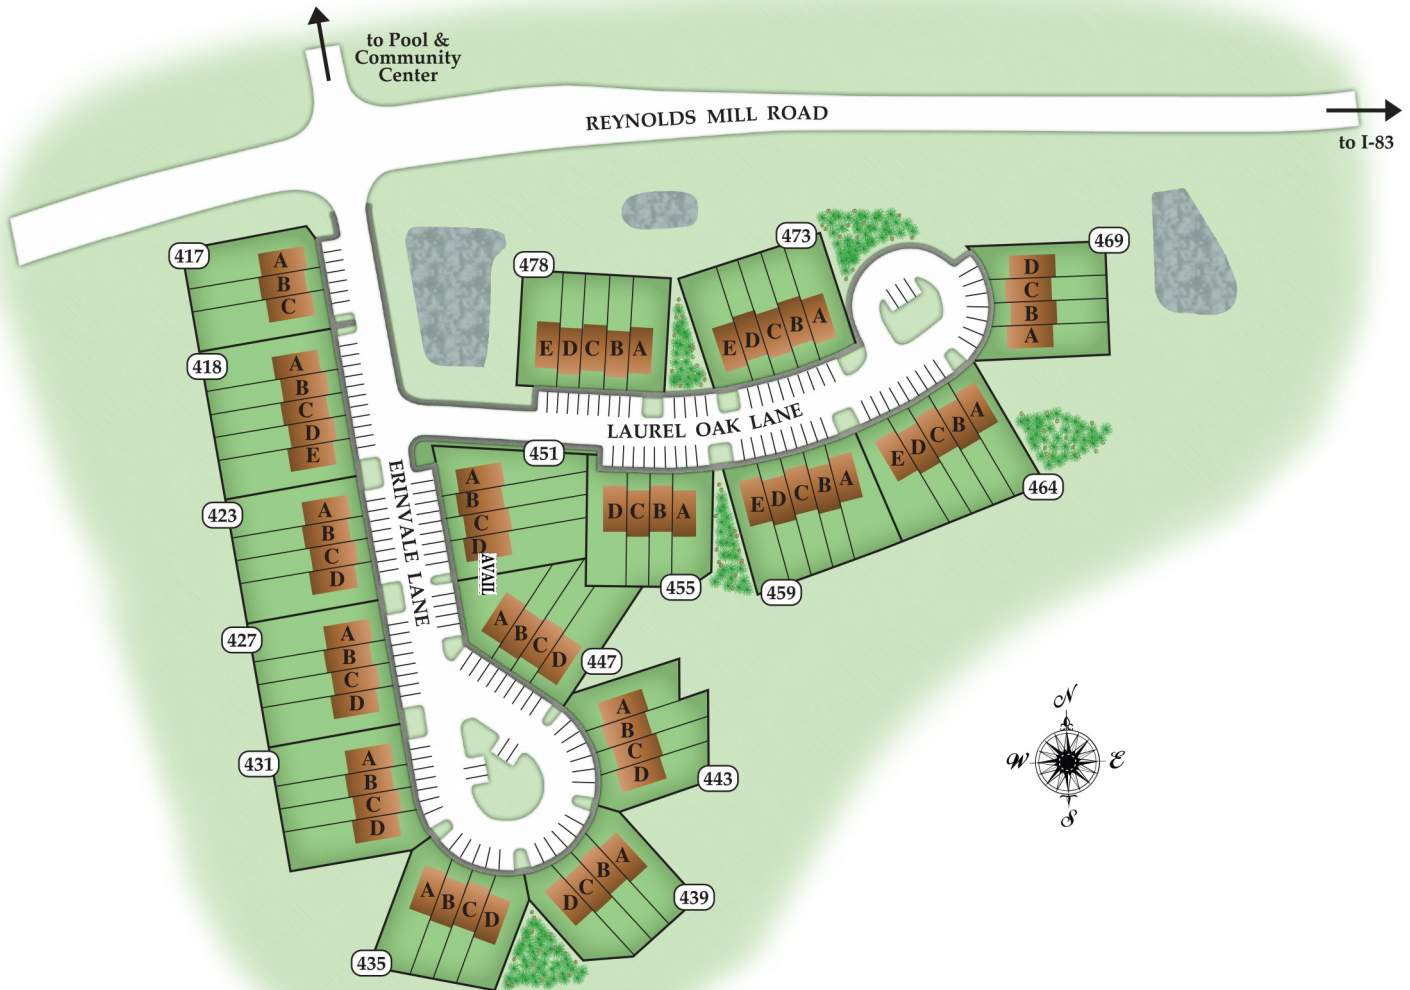 to Pool &
Community
Center
REYNOLDS MILL ROAD
to I-83
417
A
B
C
418
A
B
C
D
E
423
A
B
C
D
427
A
B
C
D
431
A
B
C
D
435
A B C D
439
D C B A
443
A
B
C
D
447
A B C D
451
A
B
C
D
AVAIL
ERINVALE LANE
LAUREL OAK LANE
478
E D C B A
473
E D C B A
469
D
C
B
A
464
E D C B A
459
E D C B A
455
D C B A
N
W E
S